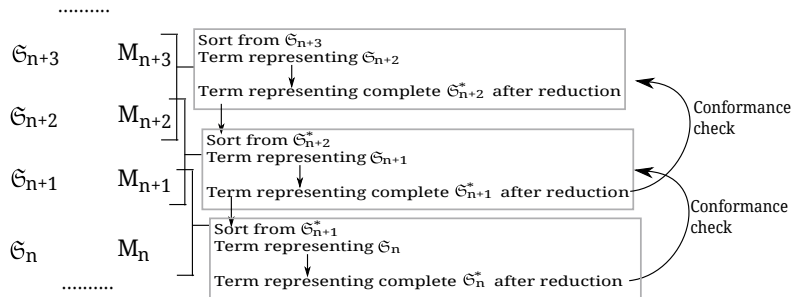 ..........
𝔖n+3 Mn+3
Sort from 𝔖n+3
Term representing 𝔖n+2
Term representing complete 𝔖*n+2 after reduction
Conformance
check
𝔖n+2 Mn+2
Sort from 𝔖*n+2
Term representing 𝔖n+1
Term representing complete 𝔖*n+1 after reduction
𝔖n+1 Mn+1
Conformance
check
Sort from 𝔖*n+1
Term representing 𝔖n
Term representing complete 𝔖*n after reduction
𝔖n Mn
..........